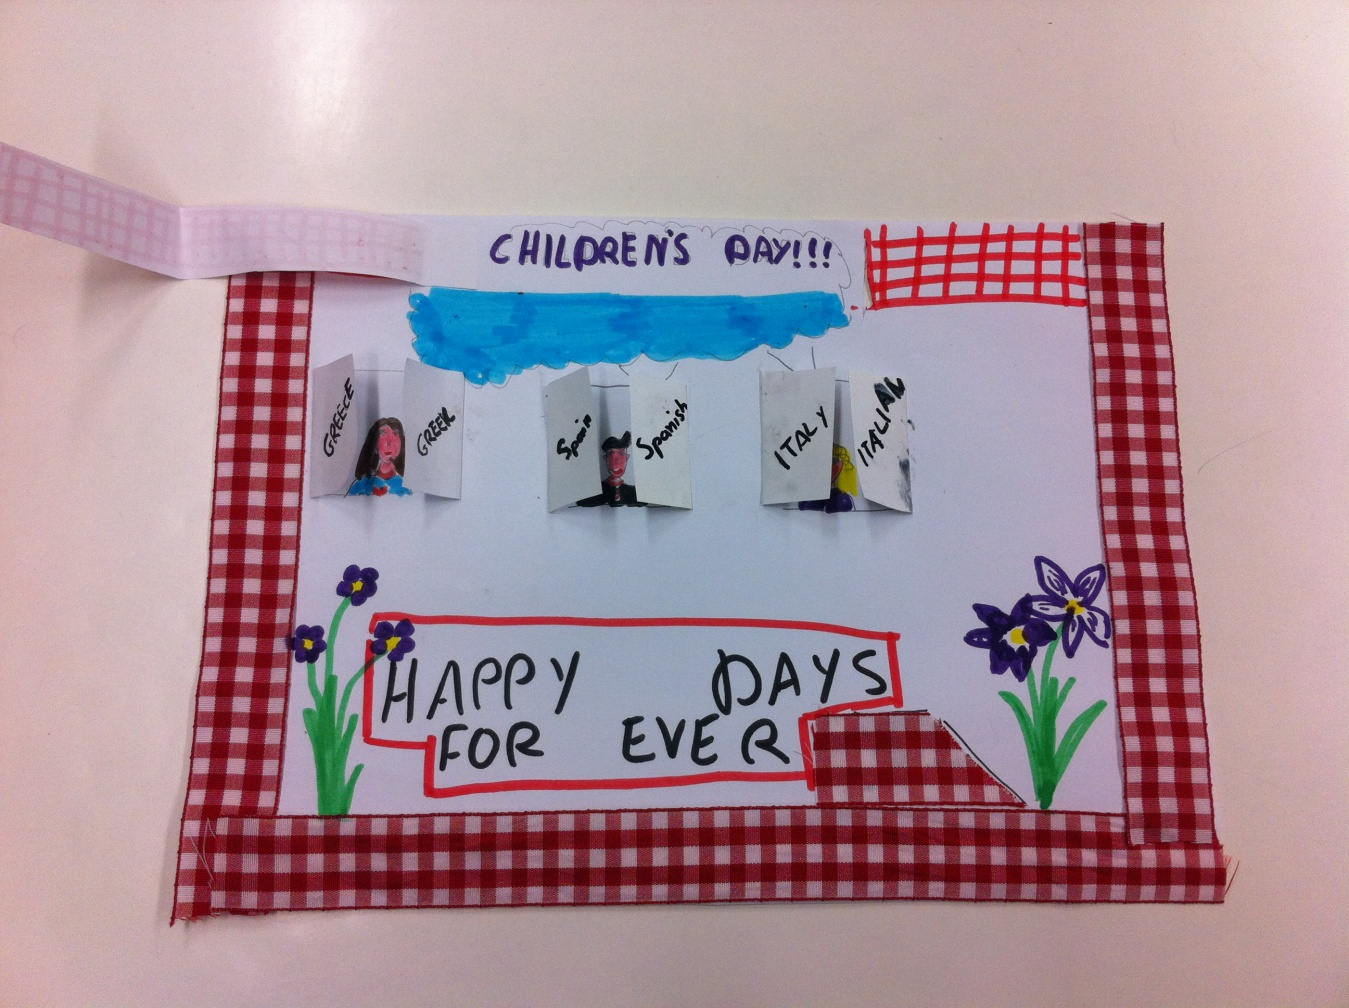 CHILDREN'S DAY!!!
GREECE GREEK
Spain Spanish
ITALY ITALIAN
HAPPY DAYS
FOR EVER